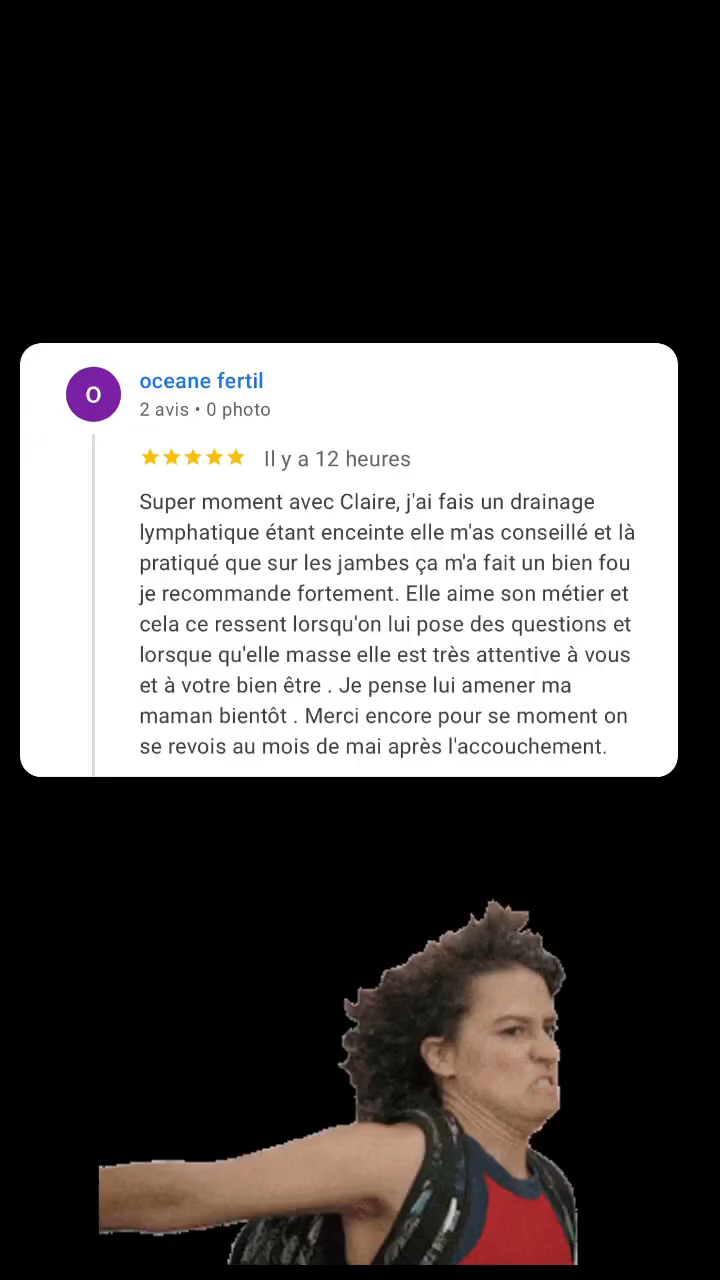 O
oceane fertil
2 avis • 0 photo
Il y a 12 heures
Super moment avec Claire, j'ai fais un drainage
lymphatique étant enceinte elle m'as conseillé et là
pratiqué que sur les jambes ça m'a fait un bien fou
je recommande fortement. Elle aime son métier et
cela ce ressent lorsqu'on lui pose des questions et
lorsque qu'elle masse elle est très attentive à vous
et à votre bien être . Je pense lui amener ma
maman bientôt . Merci encore pour se moment on
se revois au mois de mai après l'accouchement.